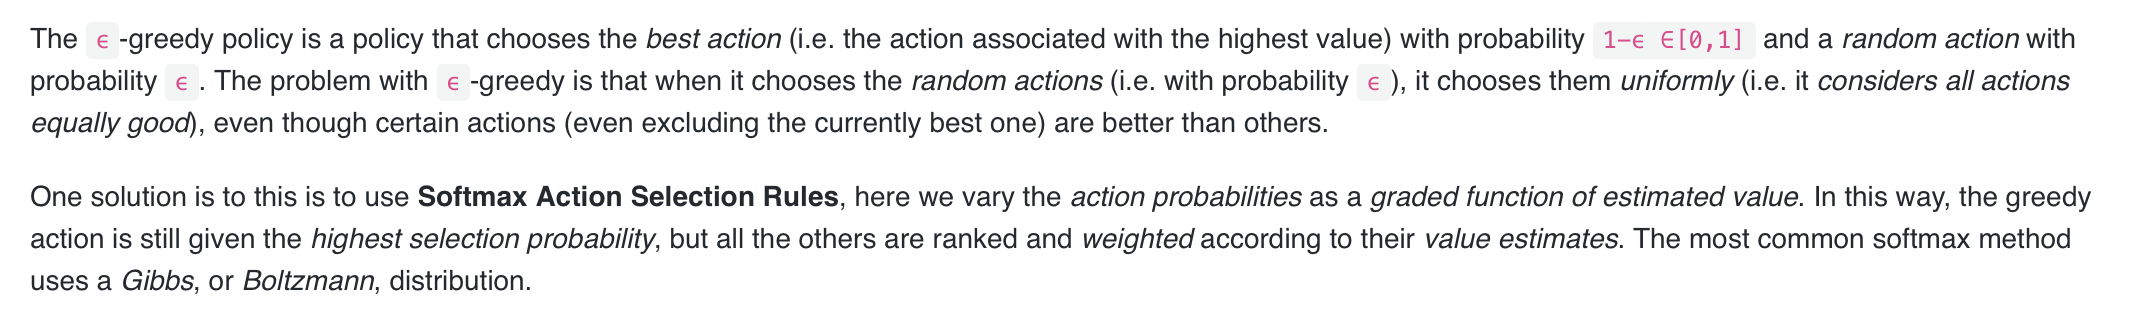 The ϵ -greedy policy is a policy that chooses the best action (i.e. the action associated with the highest value) with probability 1−ϵ ∈[0,1] and a random action with
probability ϵ . The problem with ϵ -greedy is that when it chooses the random actions (i.e. with probability ϵ ), it chooses them uniformly (i.e. it considers all actions
equally good), even though certain actions (even excluding the currently best one) are better than others.
One solution is to this is to use Softmax Action Selection Rules, here we vary the action probabilities as a graded function of estimated value. In this way, the greedy
action is still given the highest selection probability, but all the others are ranked and weighted according to their value estimates. The most common softmax method
uses a Gibbs, or Boltzmann, distribution.